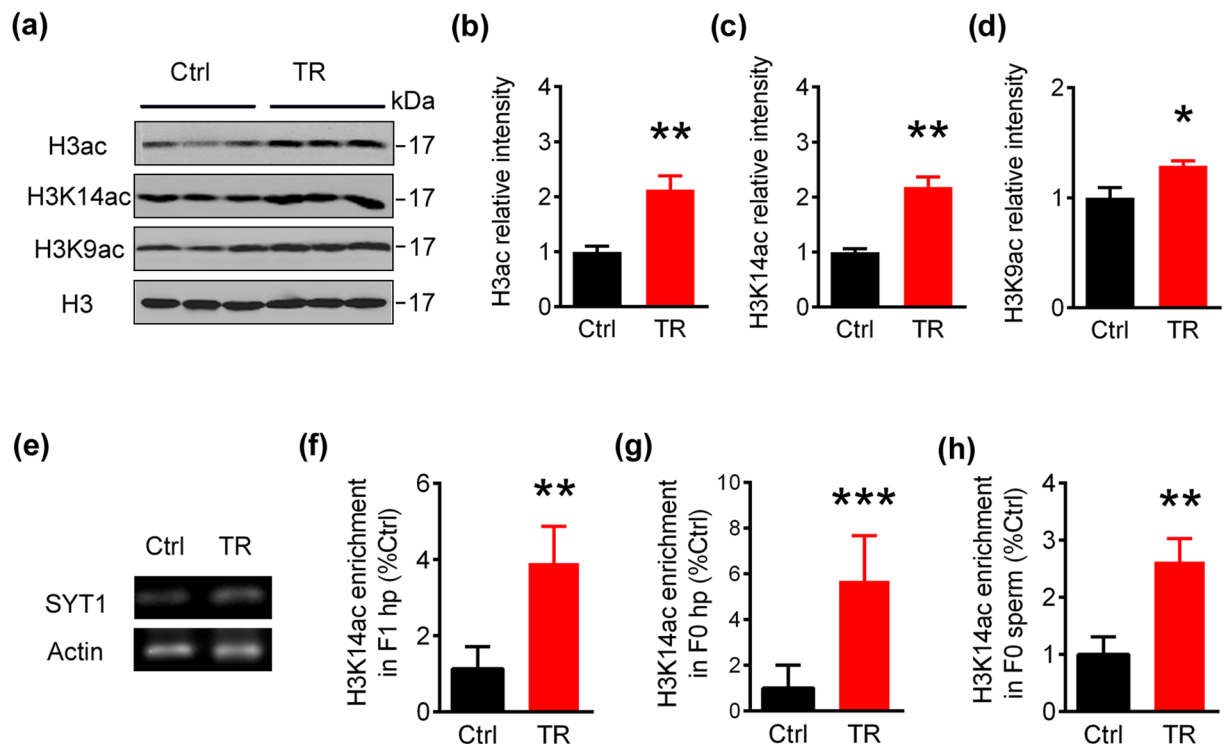 (a)
Ctrl TR
kDa
H3ac -17
H3K14ac -17
H3K9ac -17
H3 -17
(b)
H3ac relative intensity
4
3
2
1
0
**
Ctrl TR
(c)
H3K14ac relative intensity
4
3
2
1
0
**
Ctrl TR
(d)
H3K9ac relative intensity
2
1
0
*
Ctrl TR
(e)
Ctrl TR
SYT1
Actin
(f)
H3K14ac enrichment
in F1 hp (%Ctrl)
6
4
2
0
**
Ctrl TR
(g)
H3K14ac enrichment
in F0 hp (%Ctrl)
10
8
6
4
2
0
***
Ctrl TR
(h)
H3K14ac enrichment
in F0 sperm (%Ctrl)
4
3
2
1
0
**
Ctrl TR